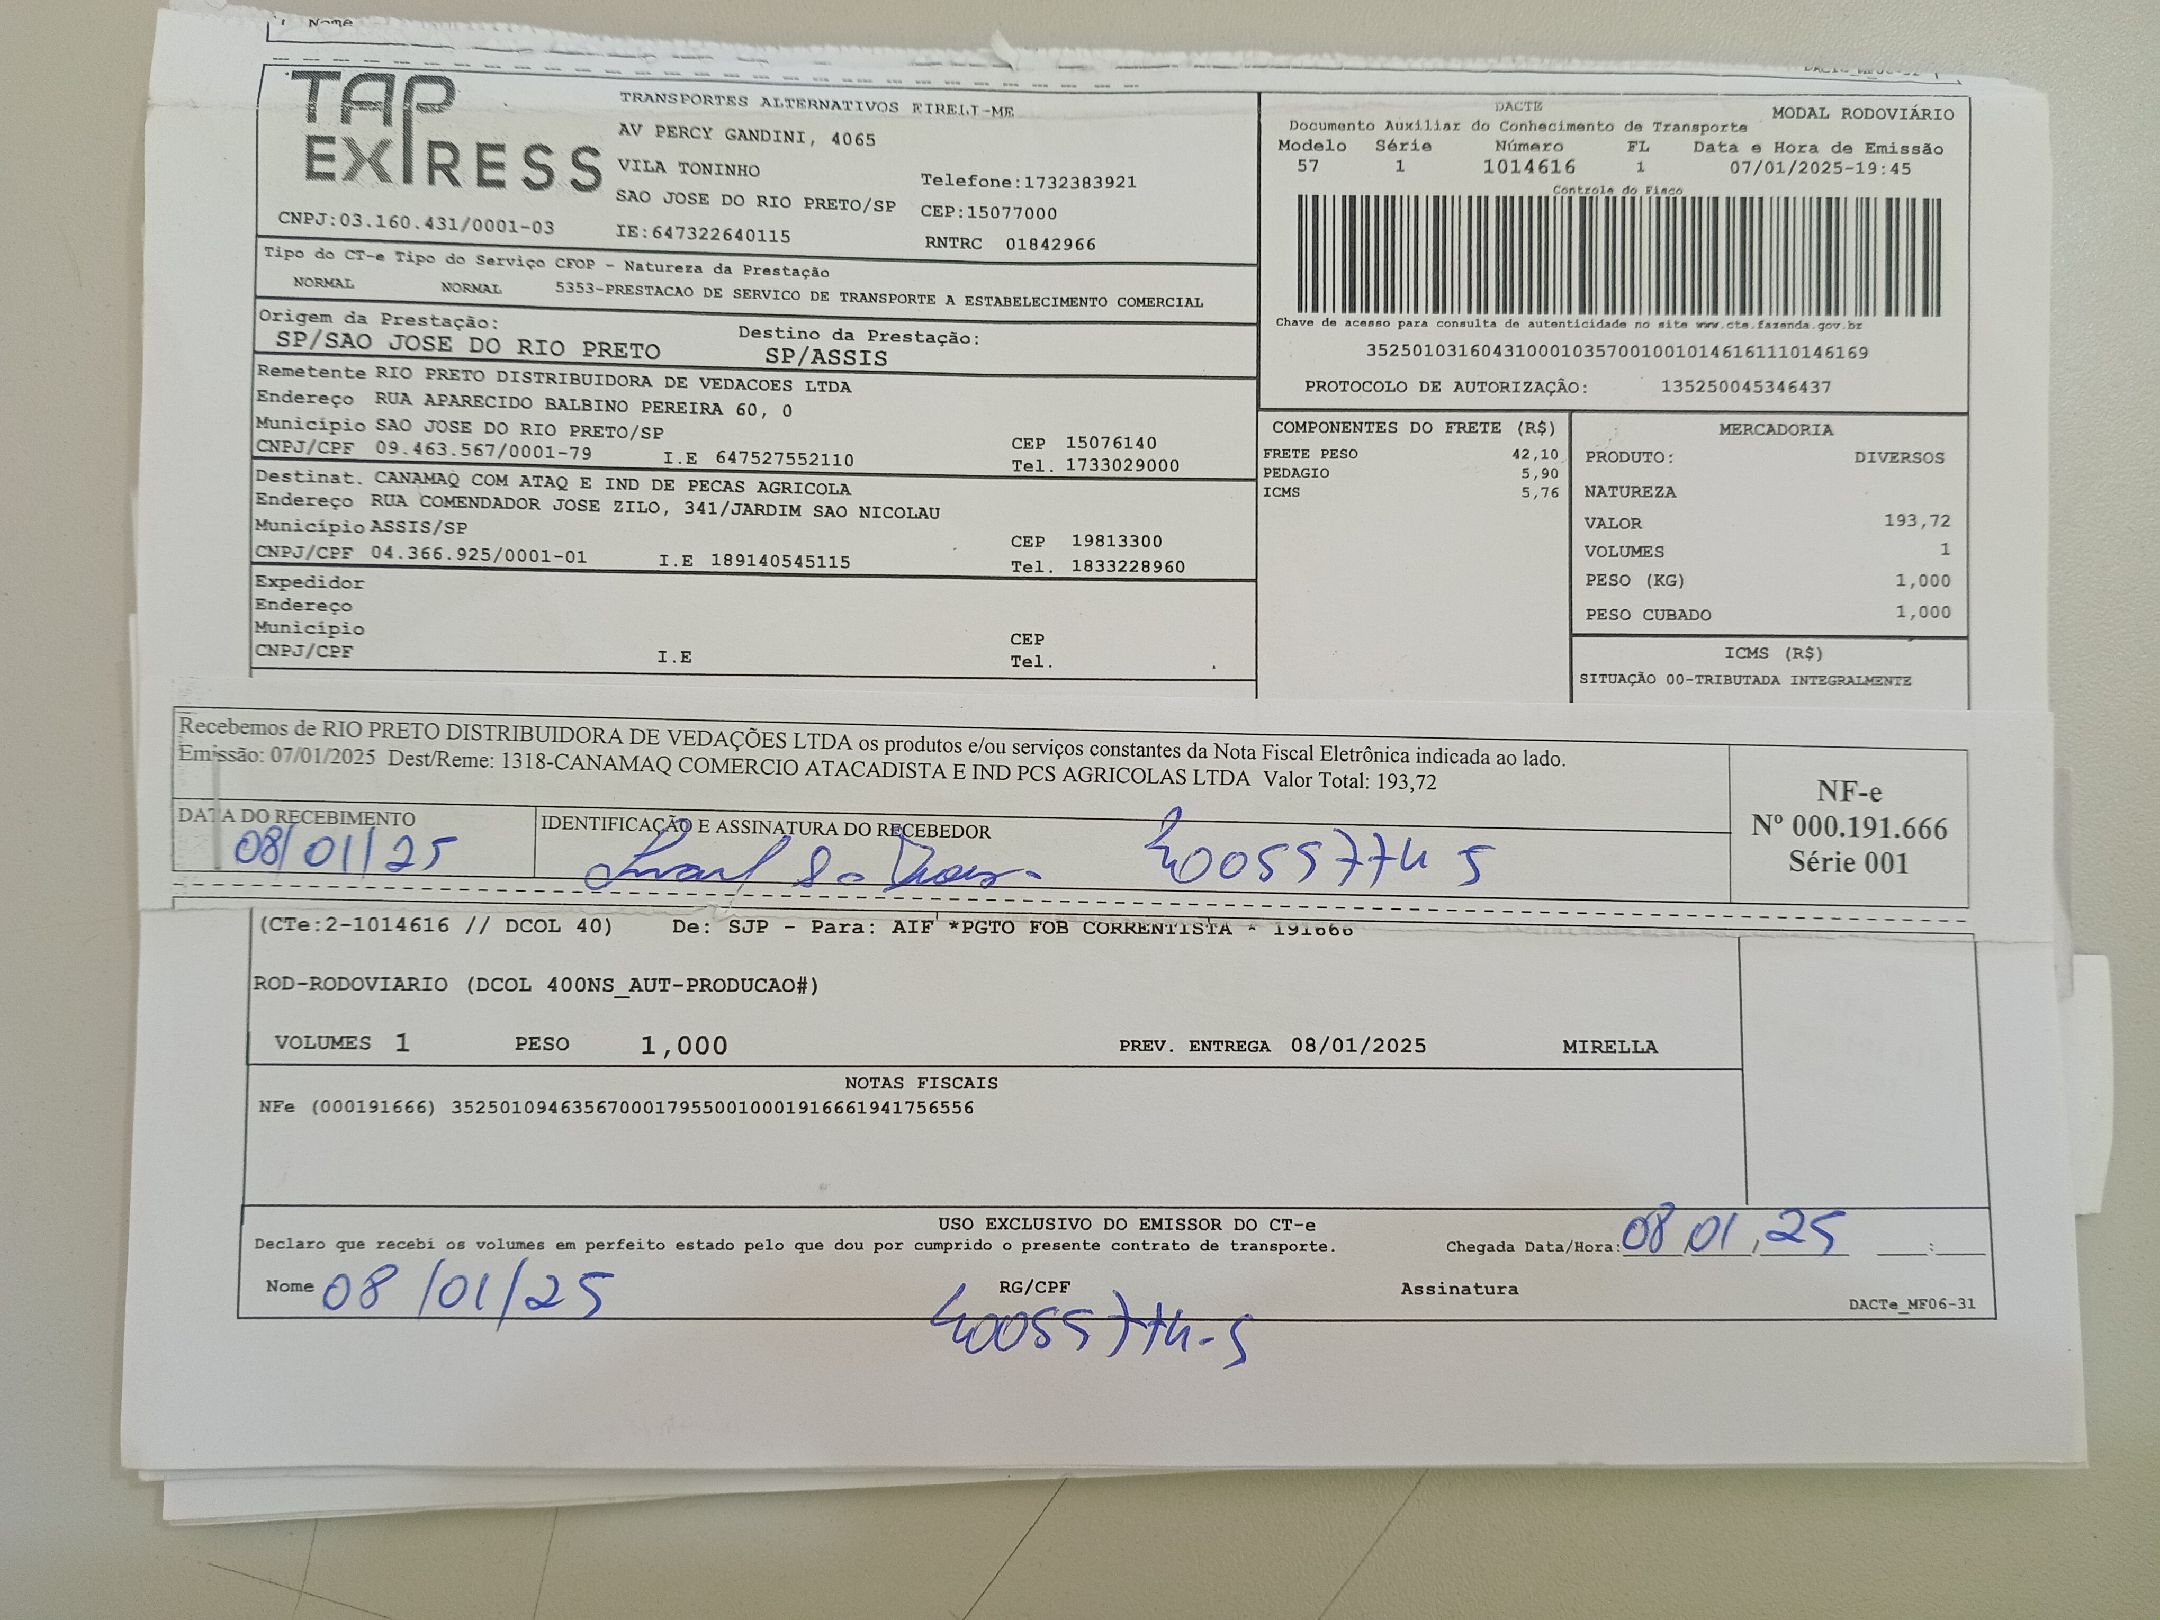 Nome
TAP EXPRESS
TRANSPORTES ALTERNATIVOS EIRELI-ME
AV PERCY GANDINI, 4065
VILA TONINHO
Telefone:1732383921
SAO JOSE DO RIO PRETO/SP CEP:15077000
CNPJ:03.160.431/0001-03 IE:647322640115 RNTRC 01842966
DACTE MODAL RODOVIÁRIO
Documento Auxiliar do Conhecimento de Transporte
Modelo Série Número FL Data e Hora de Emissão
57 1 1014616 1 07/01/2025-19:45
Controle do Fisco
Chave de acesso para consulta de autenticidade no site www.cte.fazenda.gov.br
35250103160431000103570010010146161110146169
PROTOCOLO DE AUTORIZAÇÃO: 135250045346437
Tipo do CT-e Tipo do Serviço CFOP - Natureza da Prestação
NORMAL NORMAL 5353-PRESTACAO DE SERVICO DE TRANSPORTE A ESTABELECIMENTO COMERCIAL
Origem da Prestação: Destino da Prestação:
SP/SAO JOSE DO RIO PRETO SP/ASSIS
Remetente RIO PRETO DISTRIBUIDORA DE VEDACOES LTDA
Endereço RUA APARECIDO BALBINO PEREIRA 60, 0
Município SAO JOSE DO RIO PRETO/SP CEP 15076140
CNPJ/CPF 09.463.567/0001-79 I.E 647527552110 Tel. 1733029000
Destinat. CANAMAQ COM ATAQ E IND DE PECAS AGRICOLA
Endereço RUA COMENDADOR JOSE ZILO, 341/JARDIM SAO NICOLAU
Município ASSIS/SP CEP 19813300
CNPJ/CPF 04.366.925/0001-01 I.E 189140545115 Tel. 1833228960
Expedidor
Endereço
Município CEP
CNPJ/CPF I.E Tel.
COMPONENTES DO FRETE (R$)
FRETE PESO 42,10
PEDAGIO 5,90
ICMS 5,76
MERCADORIA
PRODUTO: DIVERSOS
NATUREZA
VALOR 193,72
VOLUMES 1
PESO (KG) 1,000
PESO CUBADO 1,000
ICMS (R$)
SITUAÇÃO 00-TRIBUTADA INTEGRALMENTE
Recebemos de RIO PRETO DISTRIBUIDORA DE VEDAÇÕES LTDA os produtos e/ou serviços constantes da Nota Fiscal Eletrônica indicada ao lado.
Emissão: 07/01/2025 Dest/Reme: 1318-CANAMAQ COMERCIO ATACADISTA E IND PCS AGRICOLAS LTDA Valor Total: 193,72
DATA DO RECEBIMENTO IDENTIFICAÇÃO E ASSINATURA DO RECEBEDOR
08/01/25 40055774 5
NF-e
Nº 000.191.666
Série 001
(CTe:2-1014616 // DCOL 40) De: SJP - Para: AIF *PGTO FOB CORRENTISTA * 191666
ROD-RODOVIARIO (DCOL 400NS_AUT-PRODUCAO#)
VOLUMES 1 PESO 1,000 PREV. ENTREGA 08/01/2025 MIRELLA
NOTAS FISCAIS
NFe (000191666) 35250109463567000179550010001916661941756556
USO EXCLUSIVO DO EMISSOR DO CT-e
Declaro que recebi os volumes em perfeito estado pelo que dou por cumprido o presente contrato de transporte. Chegada Data/Hora: 08 01, 25 :
Nome 08/01/25 RG/CPF Assinatura
40055774-5
DACTe_MF06-31